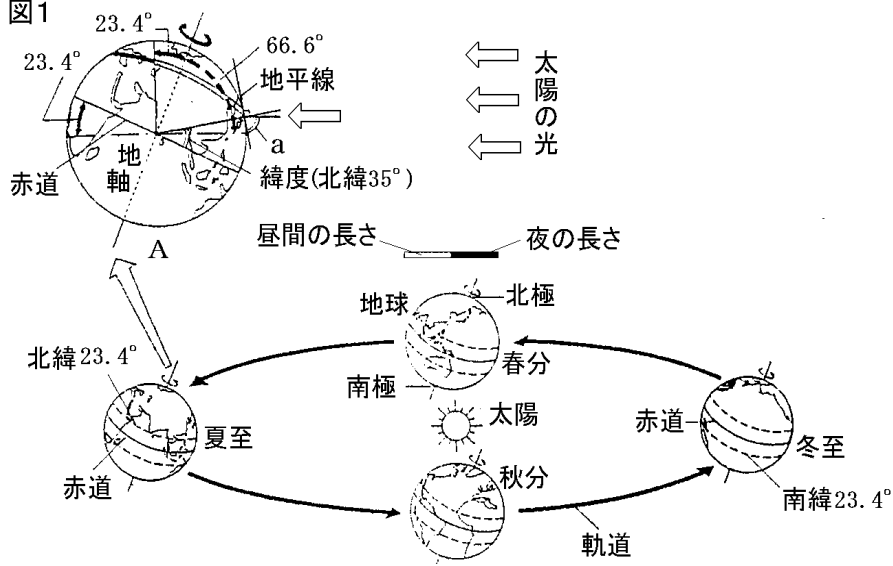 図1
23.4°
66.6°
23.4°
地平線
太陽の光
a
地軸
赤道
緯度(北緯35°)
A
昼間の長さ
夜の長さ
北極
地球
春分
北緯23.4°
南極
太陽
赤道
夏至
冬至
赤道
秋分
南緯23.4°
軌道